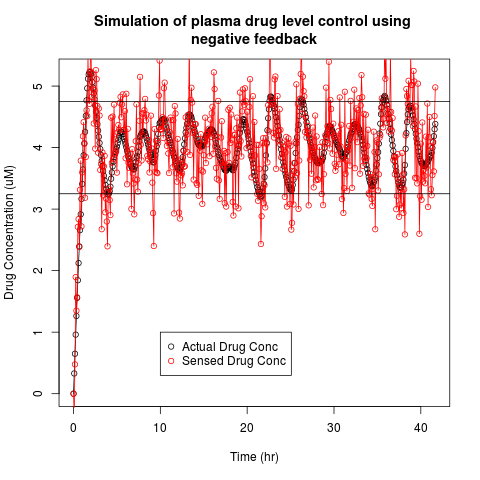 Simulation of plasma drug level control using
negative feedback
Drug Concentration (uM)
5
4
3
2
1
0
Actual Drug Conc
Sensed Drug Conc
0 10 20 30 40
Time (hr)